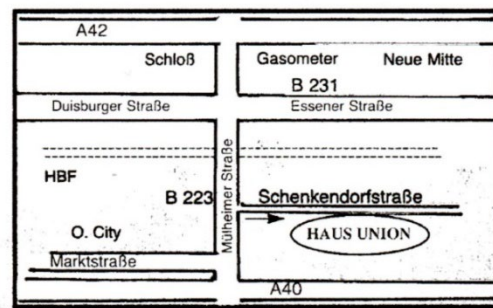 A42
Schloß
Gasometer
Neue Mitte
B 231
Duisburger Straße
Essener Straße
Mülheimer Straße
HBF
B 223
Schenkendorfstraße
O. City
HAUS UNION
Marktstraße
A40